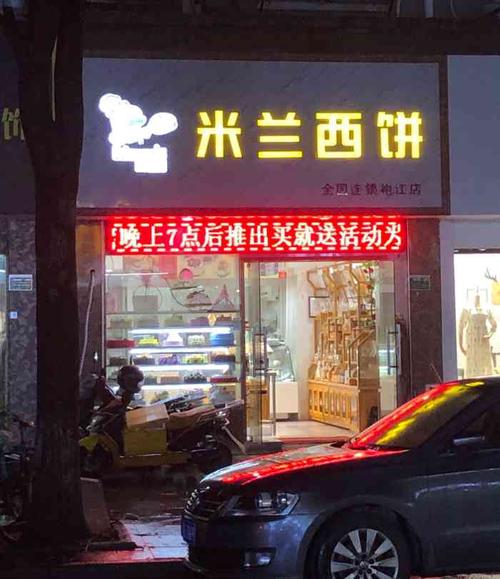 米兰西饼
全国连锁袍江店
晚上7点后推出买就送活动为